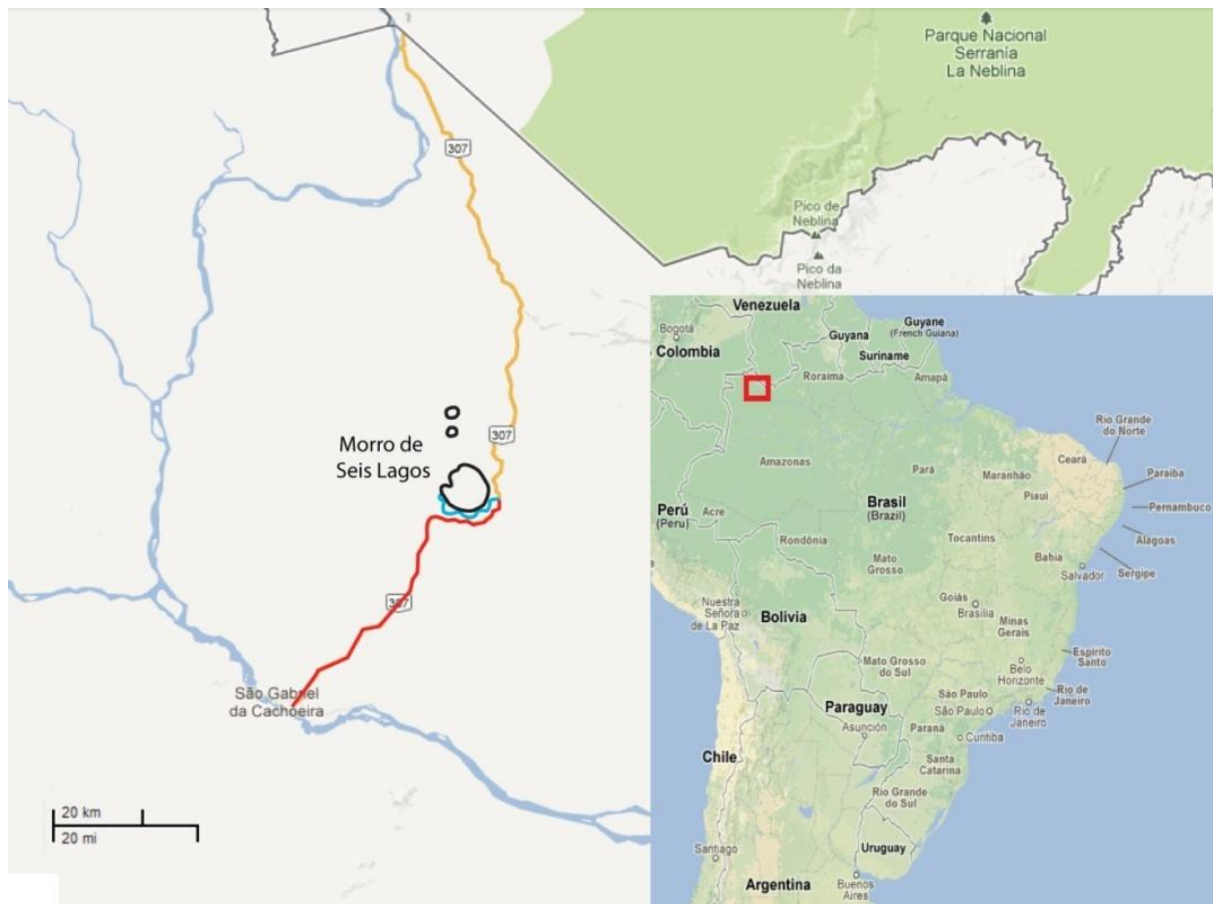 Parque Nacional
Serranía
La Neblina
307
Pico de
Neblina
Pico da
Neblina
307
Morro de
Seis Lagos
307
São Gabriel
da Cachoeira
20 km
20 mi
Venezuela
Bogotá
Colombia
Guyana
Guyane
(French Guiana)
Suriname
Roraima
Amapá
Rio Grande
do Norte
Amazonas
Pará
Maranhão
Ceará
Paraiba
Piaui
Pernambuco
Perú
(Peru)
Acre
Brasil
(Brazil)
Tocantins
Alagoas
Rondônia
Mato
Grosso
Bahia
Salvador
Sergipe
Nuestra
Señora
de La Paz
Goiás
Brasília
Bolivia
Minas
Gerais
Espirito
Santo
Mato Grosso
do Sul
Belo
Horizonte
São Paulo
Rio de
Janeiro
Paraguay
São Paulo
Rio de
Janeiro
Asunción
Paraná
Curitiba
Chile
Santa
Catarina
Rio Grande
do Sul
Santiago
Uruguay
Argentina
Buenos
Aires